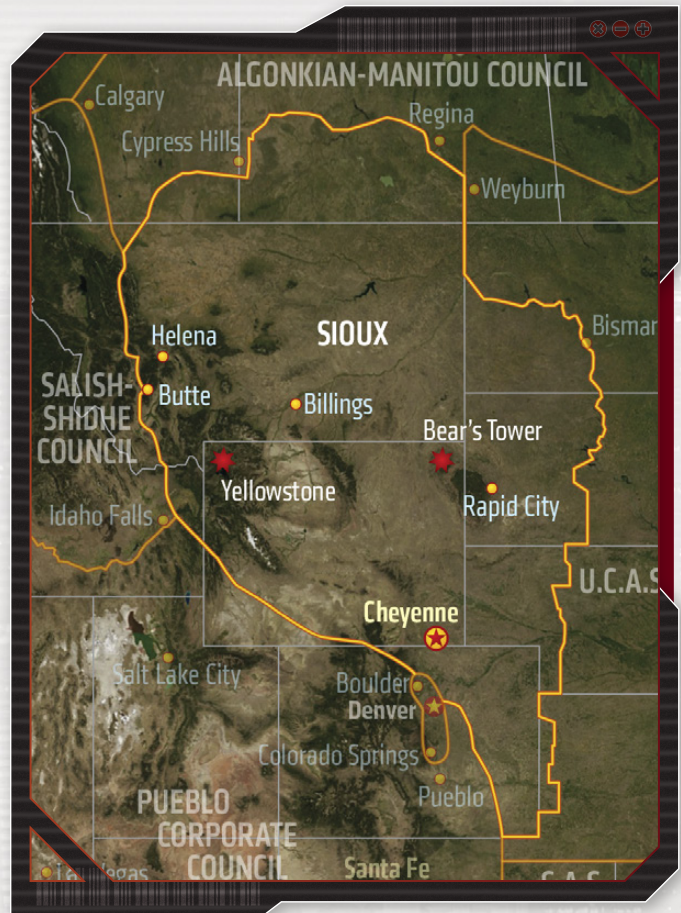 ALGONKIAN-MANITOU COUNCIL
Calgary
Regina
Cypress Hills
Weyburn
Bismar
Helena
SIOUX
SALISH-
SHIDHE
COUNCIL
Butte
Billings
Bear's Tower
Yellowstone
Rapid City
Idaho Falls
U.C.A.S
Cheyenne
Salt Lake City
Boulder
Denver
Colorado Springs
Pueblo
PUEBLO
CORPORATE
COUNCIL
Santa Fe